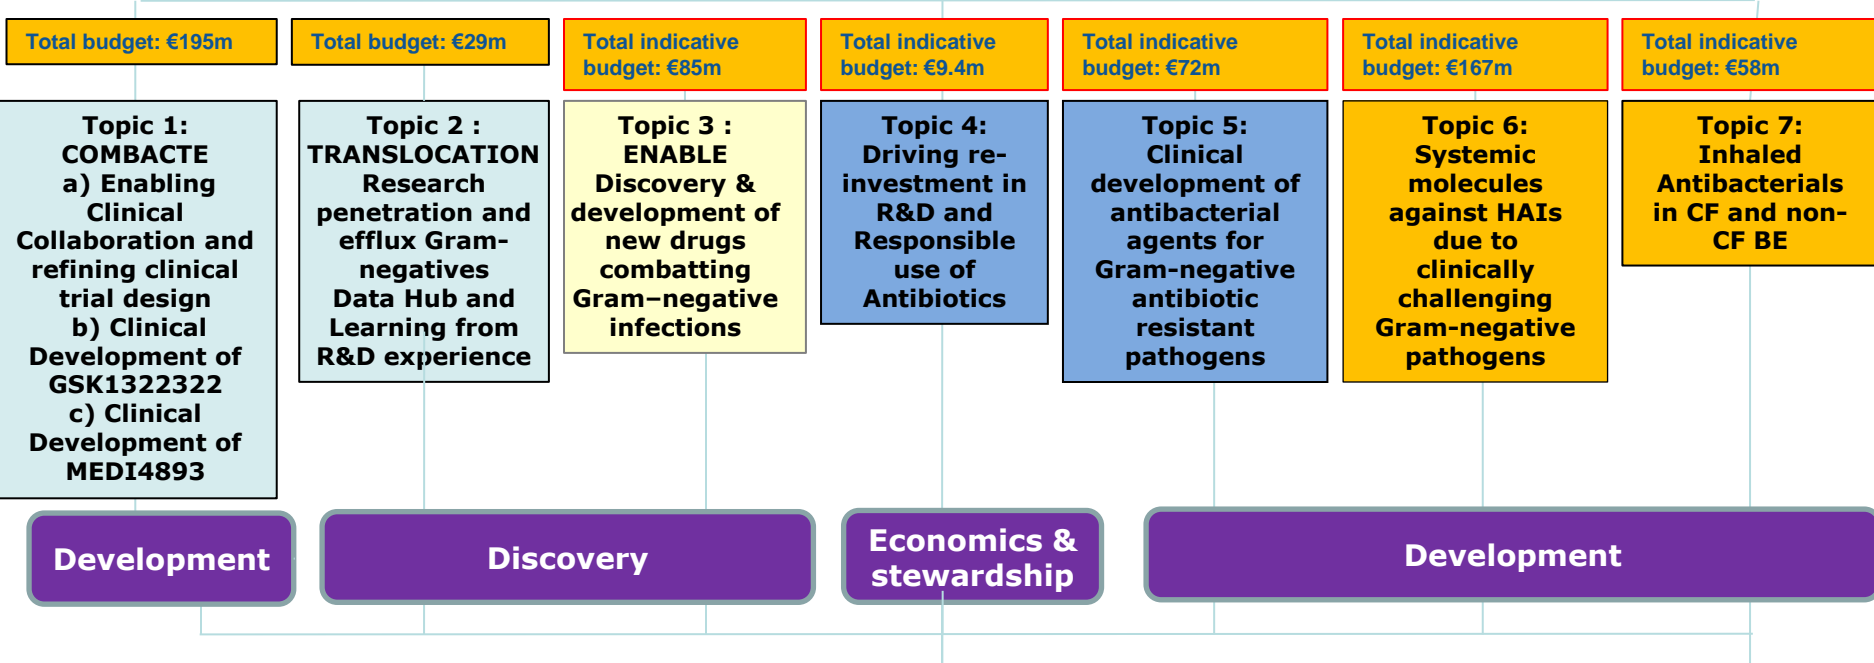 Total budget: €195m
Total budget: €29m
Total indicative
budget: €85m
Total indicative
budget: €9.4m
Total indicative
budget: €72m
Total indicative
budget: €167m
Total indicative
budget: €58m
Topic 1:
COMBACTE
a) Enabling
Clinical
Collaboration and
refining clinical
trial design
b) Clinical
Development of
GSK1322322
c) Clinical
Development of
MEDI4893
Topic 2 :
TRANSLOCATION
Research
penetration and
efflux Gram-
negatives
Data Hub and
Learning from
R&D experience
Topic 3 :
ENABLE
Discovery &
development of
new drugs
combatting
Gram–negative
infections
Topic 4:
Driving re-
investment in
R&D and
Responsible
use of
Antibiotics
Topic 5:
Clinical
development of
antibacterial
agents for
Gram-negative
antibiotic
resistant
pathogens
Topic 6:
Systemic
molecules
against HAIs
due to
clinically
challenging
Gram-negative
pathogens
Topic 7:
Inhaled
Antibacterials
in CF and non-
CF BE
Development
Discovery
Economics &
stewardship
Development